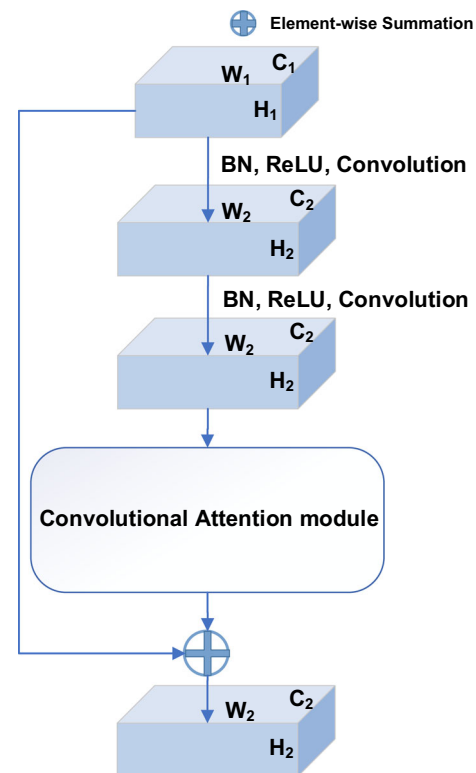 Element-wise Summation
C₁
W₁
H₁
BN, ReLU, Convolution
C₂
W₂
H₂
BN, ReLU, Convolution
C₂
W₂
H₂
Convolutional Attention module
C₂
W₂
H₂